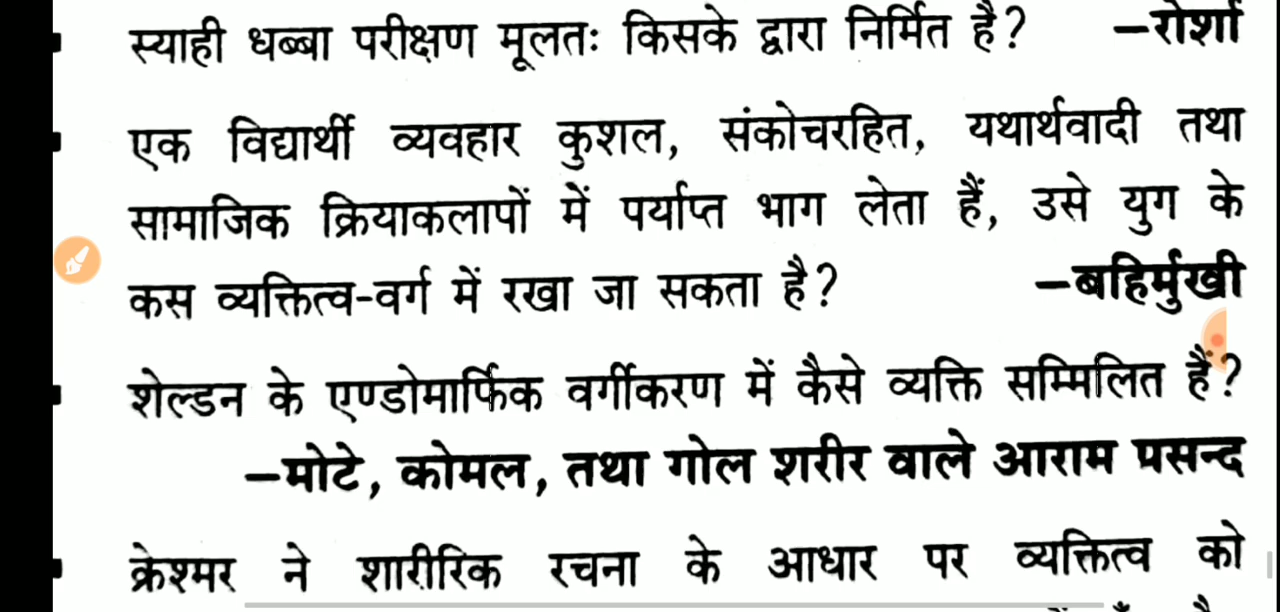 स्याही धब्बा परीक्षण मूलतः किसके द्वारा निर्मित है? –रोर्शा
एक विद्यार्थी व्यवहार कुशल, संकोचरहित, यथार्थवादी तथा
सामाजिक क्रियाकलापों में पर्याप्त भाग लेता हैं, उसे युग के
कस व्यक्तित्व-वर्ग में रखा जा सकता है? –बहिर्मुखी
शेल्डन के एण्डोमार्फिक वर्गीकरण में कैसे व्यक्ति सम्मिलित हैं?
–मोटे, कोमल, तथा गोल शरीर वाले आराम पसन्द
क्रेश्मर ने शारीरिक रचना के आधार पर व्यक्तित्व को